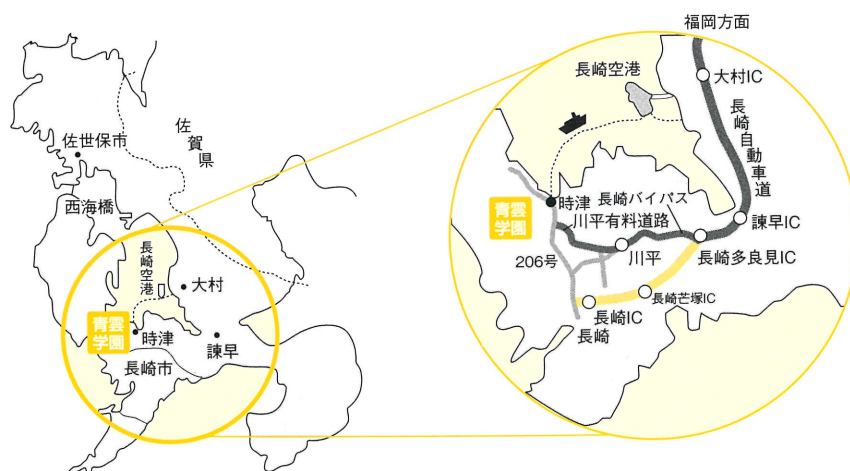 佐世保市
佐賀県
西海橋
長崎空港
大村
青雲
学園
時津
諫早
長崎市
福岡方面
大村IC
長崎空港
長崎自動車道
時津
長崎バイパス
青雲
学園
川平有料道路
諫早IC
206号
川平
長崎多良見IC
長崎芒塚IC
長崎IC
長崎